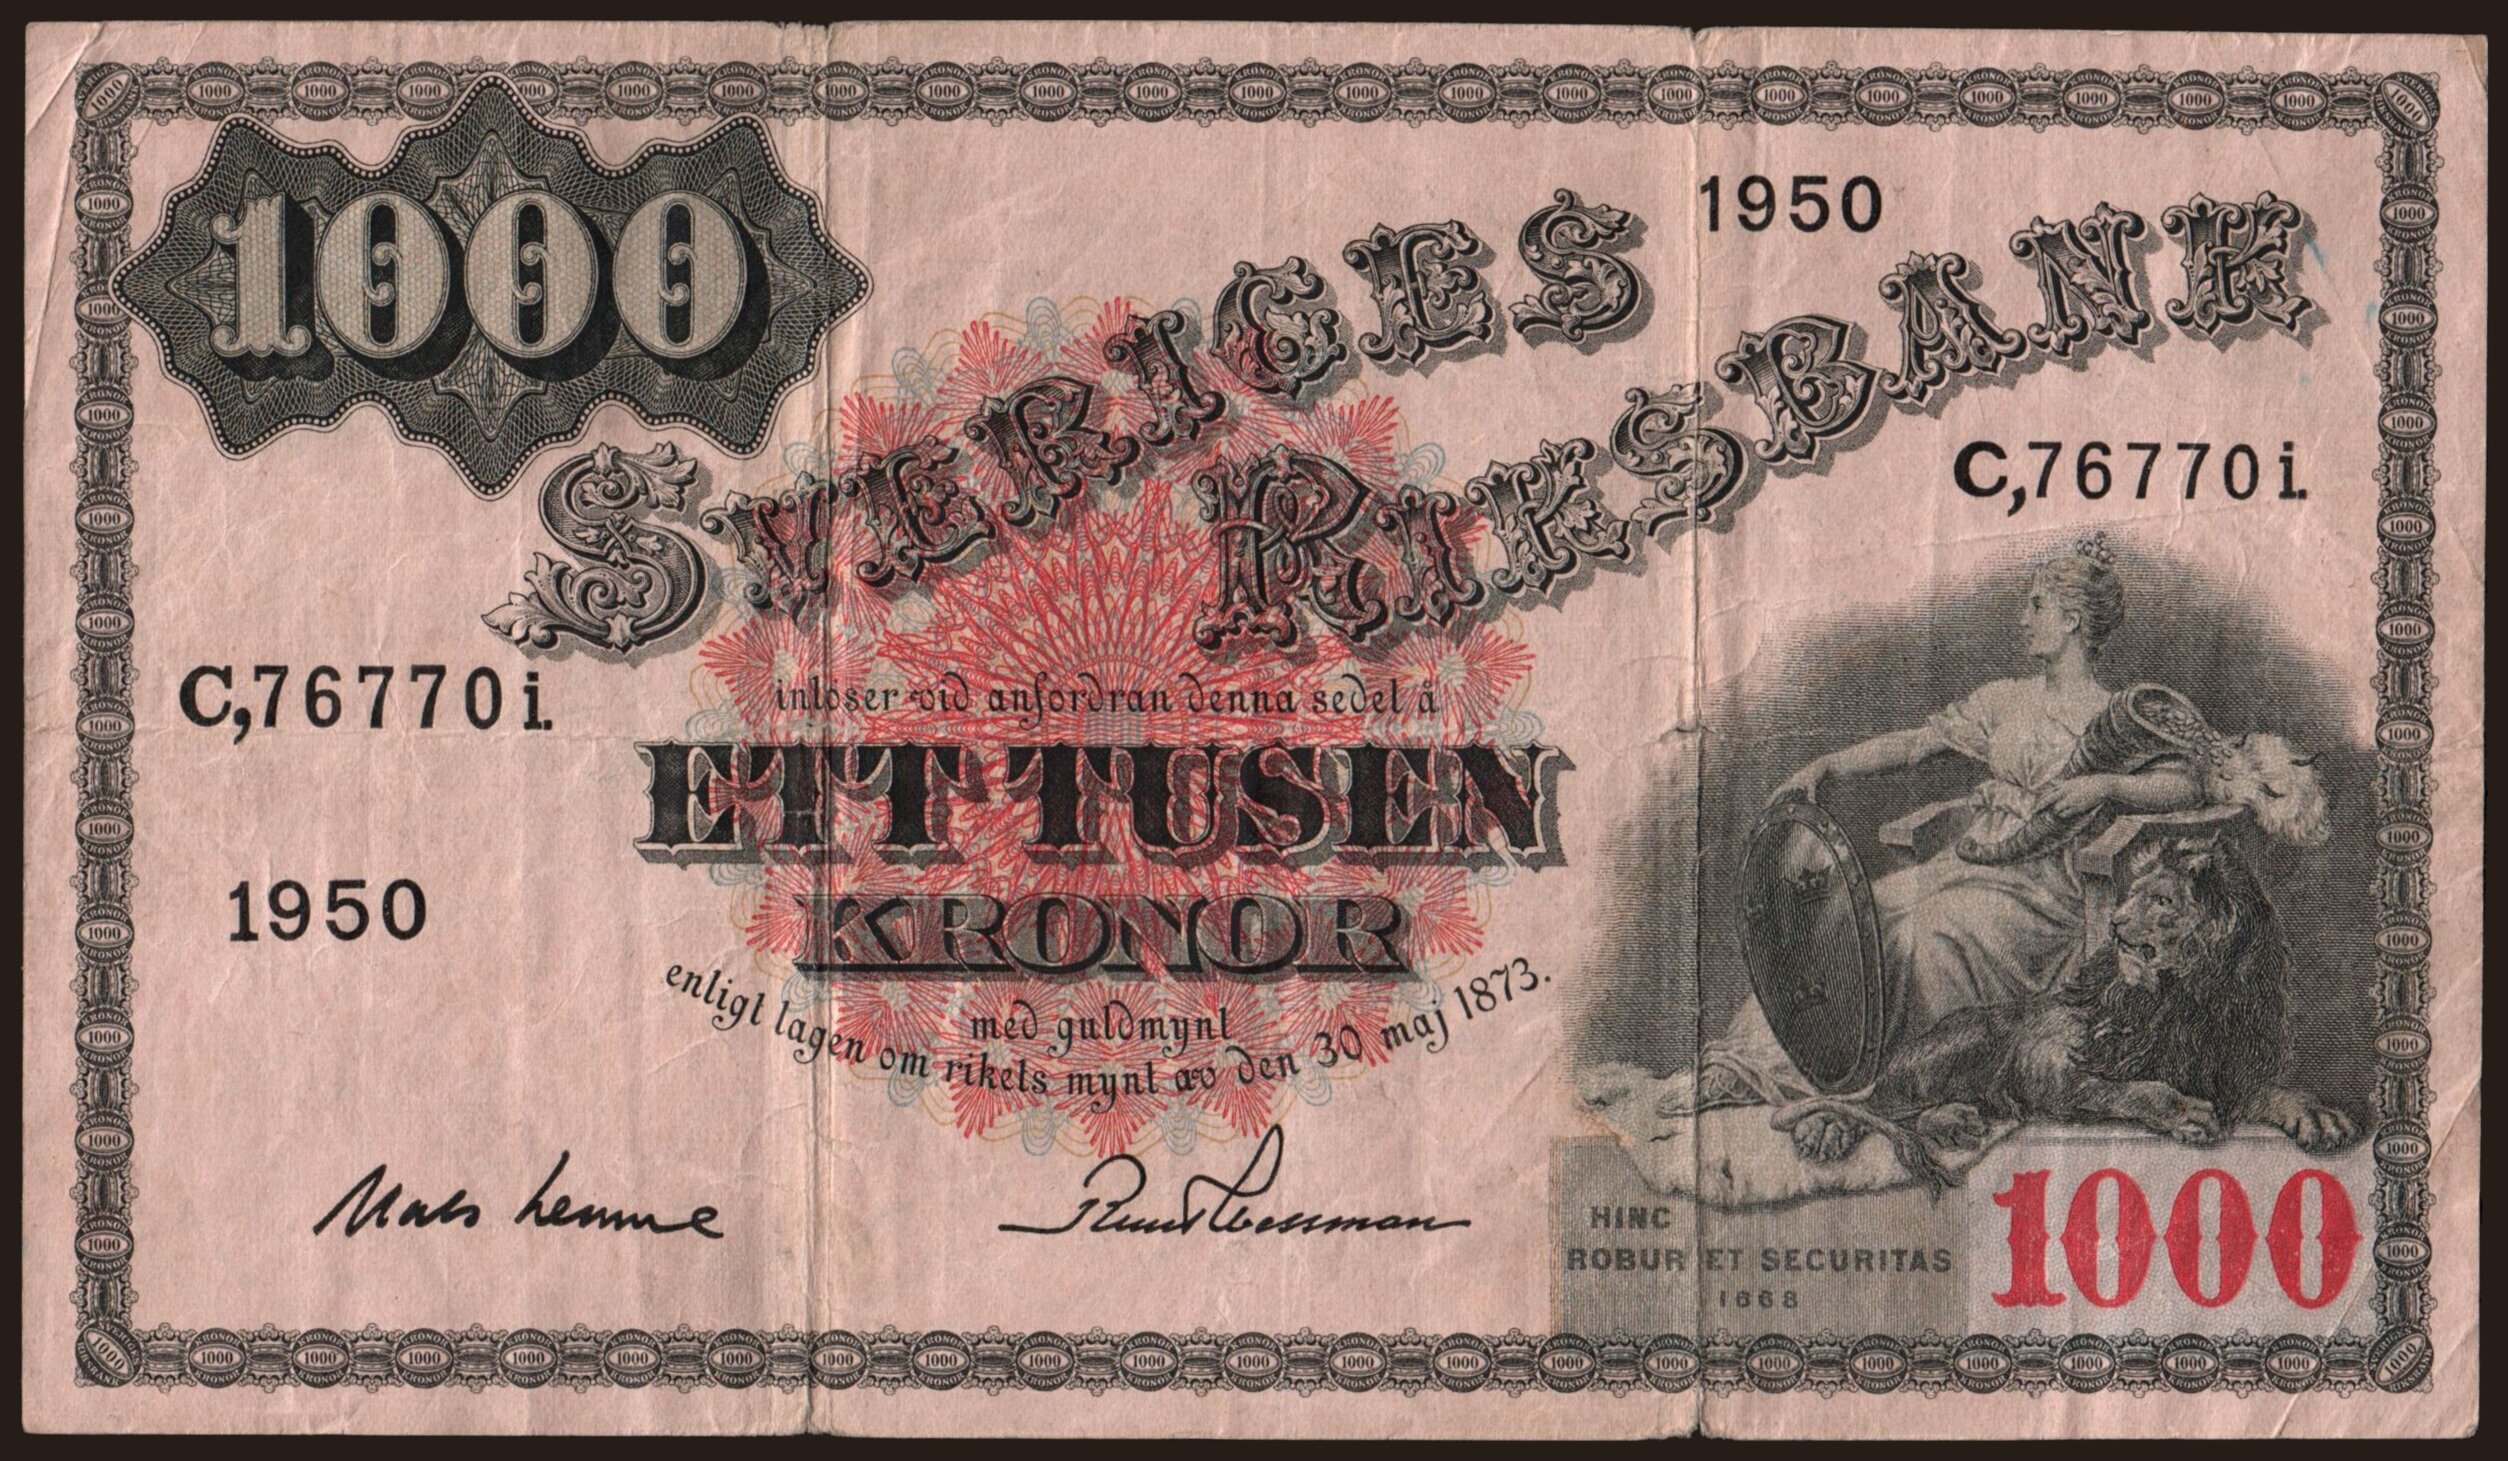 1000
1950
SVERIGES
RIKSBANK
C,76770 i.
C,76770 i.
inlöser vid anfordran denna sedel å
ETT TUSEN
KRONOR
1950
med guldmynt
enligt lagen om rikets mynt av den 30 maj 1873.
HINC
ROBUR ET SECURITAS
1668
1000